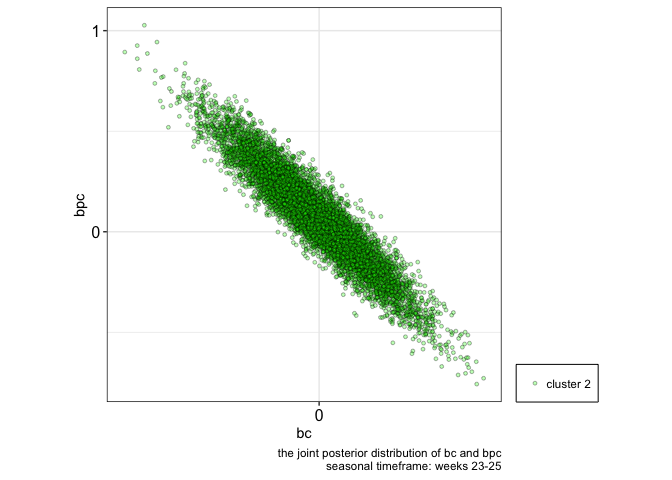 1
bpc
0
0
bc
cluster 2
the joint posterior distribution of bc and bpc
seasonal timeframe: weeks 23-25